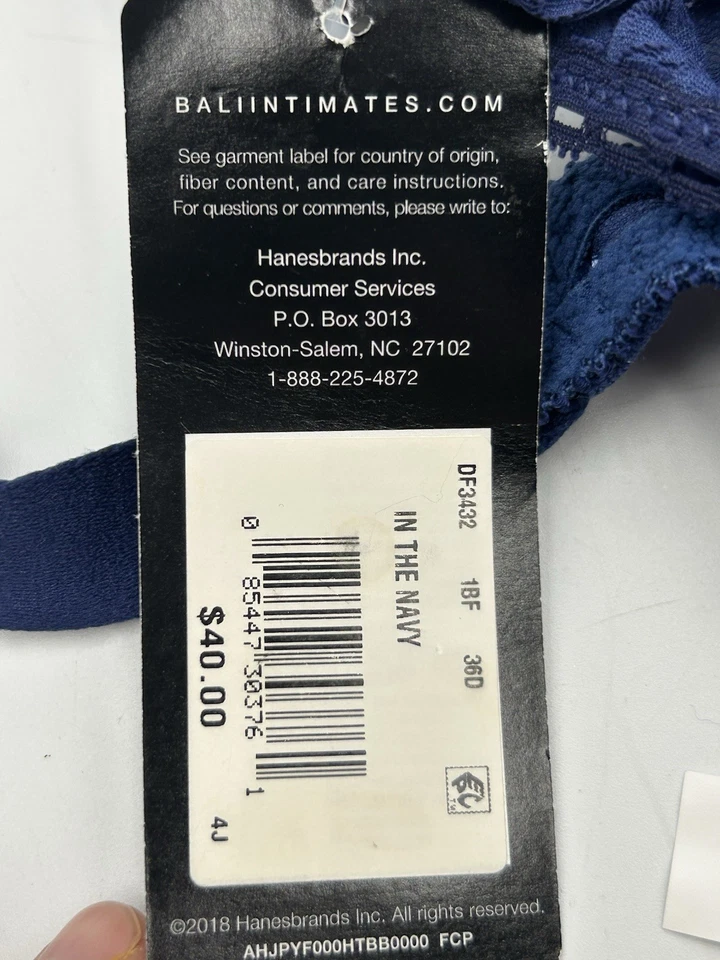 BALIINTIMATES.COM
See garment label for country of origin,
fiber content, and care instructions.
For questions or comments, please write to:
Hanesbrands Inc.
Consumer Services
P.O. Box 3013
Winston-Salem, NC 27102
1-888-225-4872
DF3432 1BF 36D
IN THE NAVY
0 85447 30376 1
$40.00 4J
©2018 Hanesbrands Inc. All rights reserved.
AHJPYF000HTBB0000 FCP